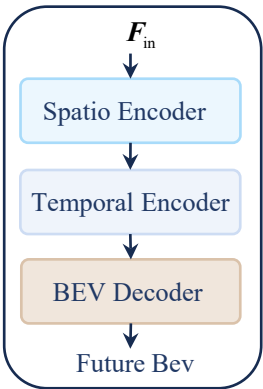 F_in
Spatio Encoder
Temporal Encoder
BEV Decoder
Future Bev